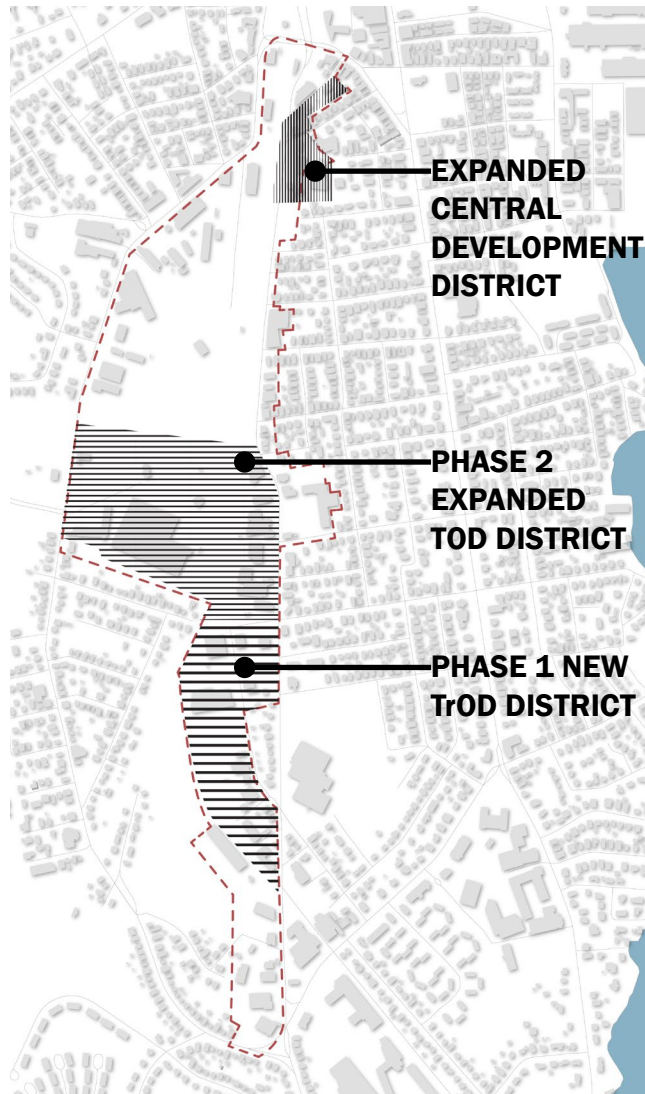 EXPANDED
CENTRAL
DEVELOPMENT
DISTRICT
PHASE 2
EXPANDED
TOD DISTRICT
PHASE 1 NEW
TrOD DISTRICT